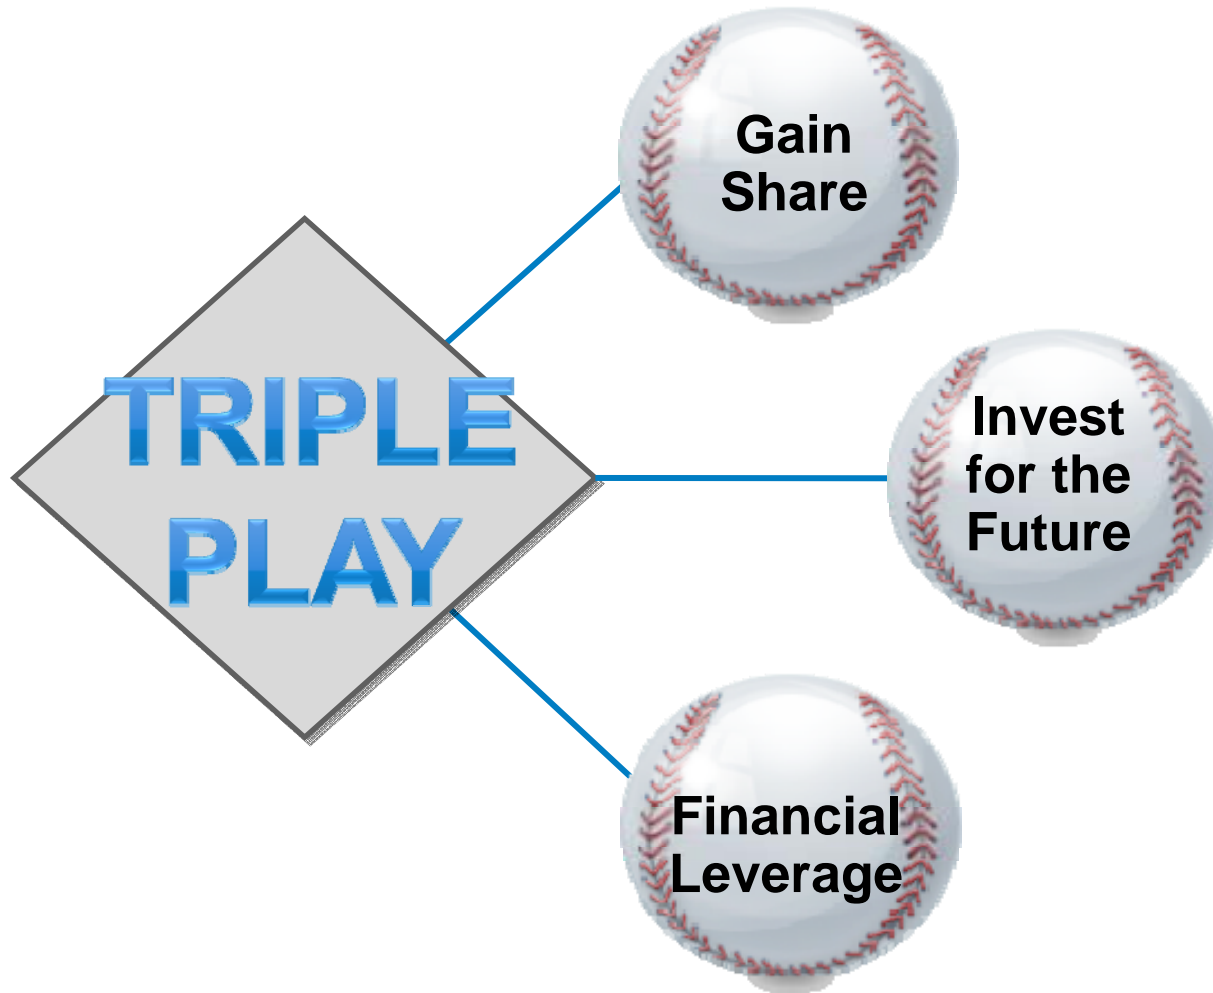 Gain
Share
TRIPLE
PLAY
Invest
for the
Future
Financial
Leverage